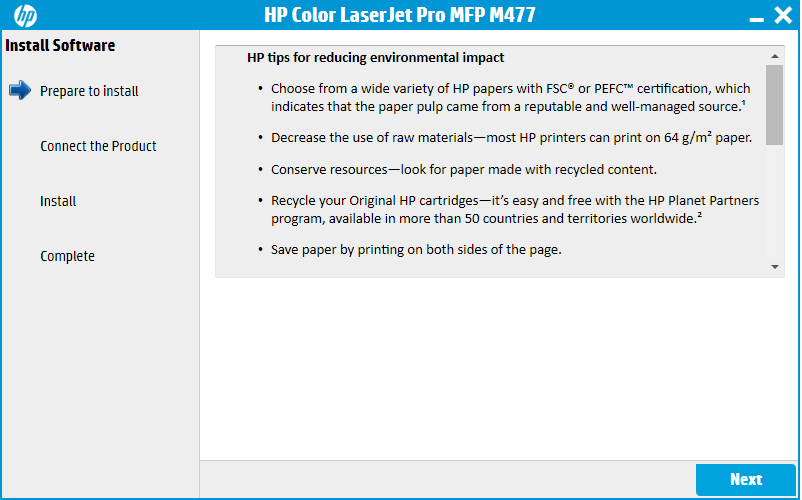 hp
HP Color LaserJet Pro MFP M477
Install Software
Prepare to install
Connect the Product
Install
Complete
HP tips for reducing environmental impact
• Choose from a wide variety of HP papers with FSC® or PEFC™ certification, which
indicates that the paper pulp came from a reputable and well-managed source.¹
• Decrease the use of raw materials—most HP printers can print on 64 g/m² paper.
• Conserve resources—look for paper made with recycled content.
• Recycle your Original HP cartridges—it’s easy and free with the HP Planet Partners
program, available in more than 50 countries and territories worldwide.²
• Save paper by printing on both sides of the page.
Next